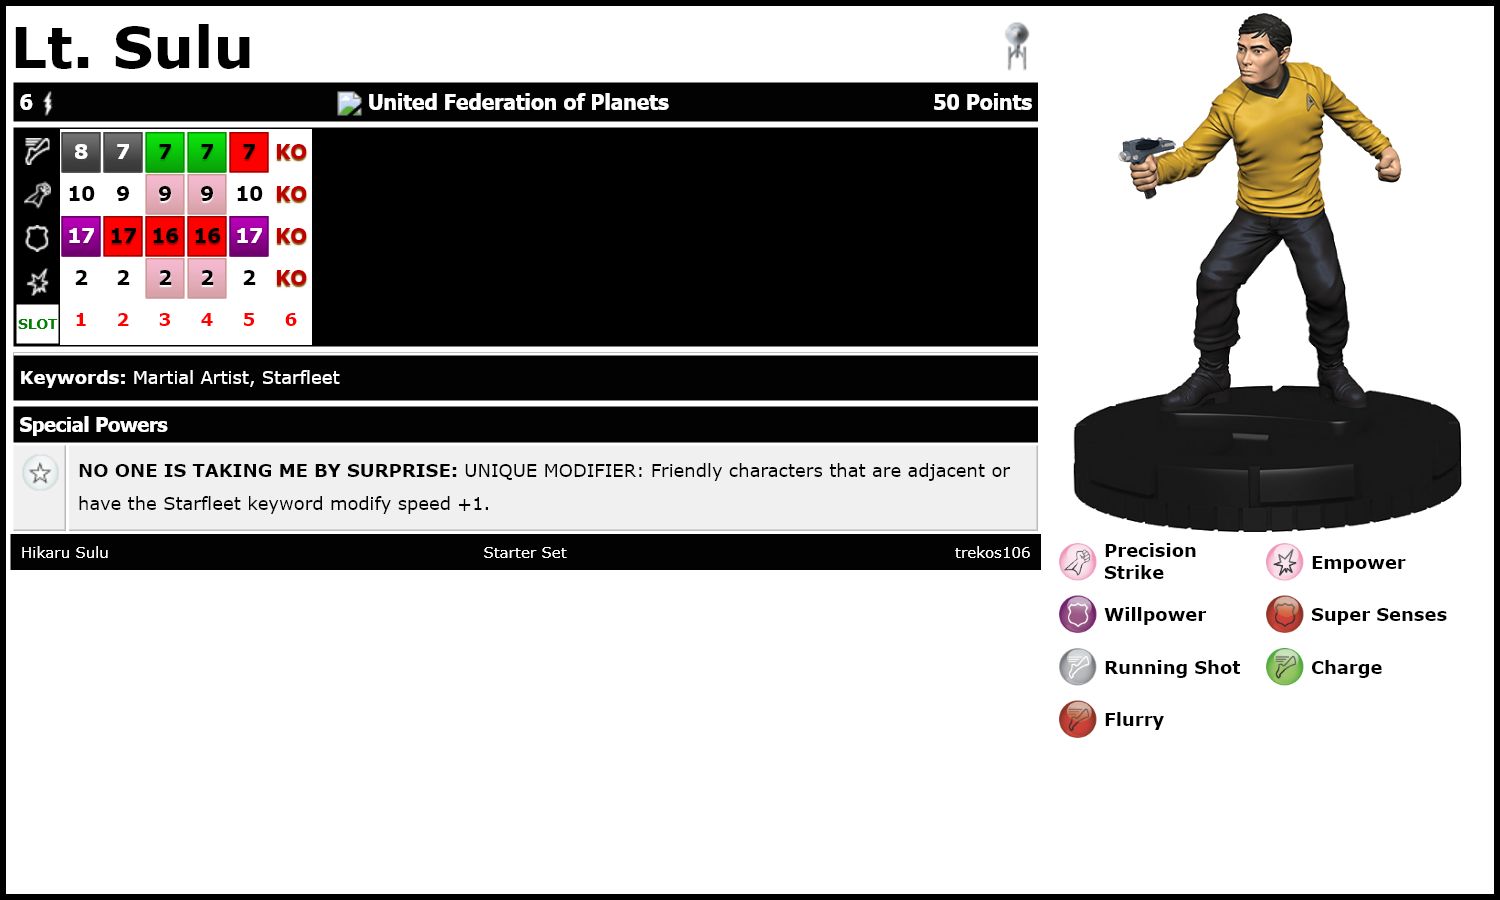 Lt. Sulu
6 United Federation of Planets 50 Points
8 7 7 7 7 KO
10 9 9 9 10 KO
17 17 16 16 17 KO
2 2 2 2 2 KO
SLOT 1 2 3 4 5 6
Keywords: Martial Artist, Starfleet
Special Powers
NO ONE IS TAKING ME BY SURPRISE: UNIQUE MODIFIER: Friendly characters that are adjacent or
have the Starfleet keyword modify speed +1.
Hikaru Sulu Starter Set trekos106
Precision
Strike
Empower
Willpower
Super Senses
Running Shot
Charge
Flurry